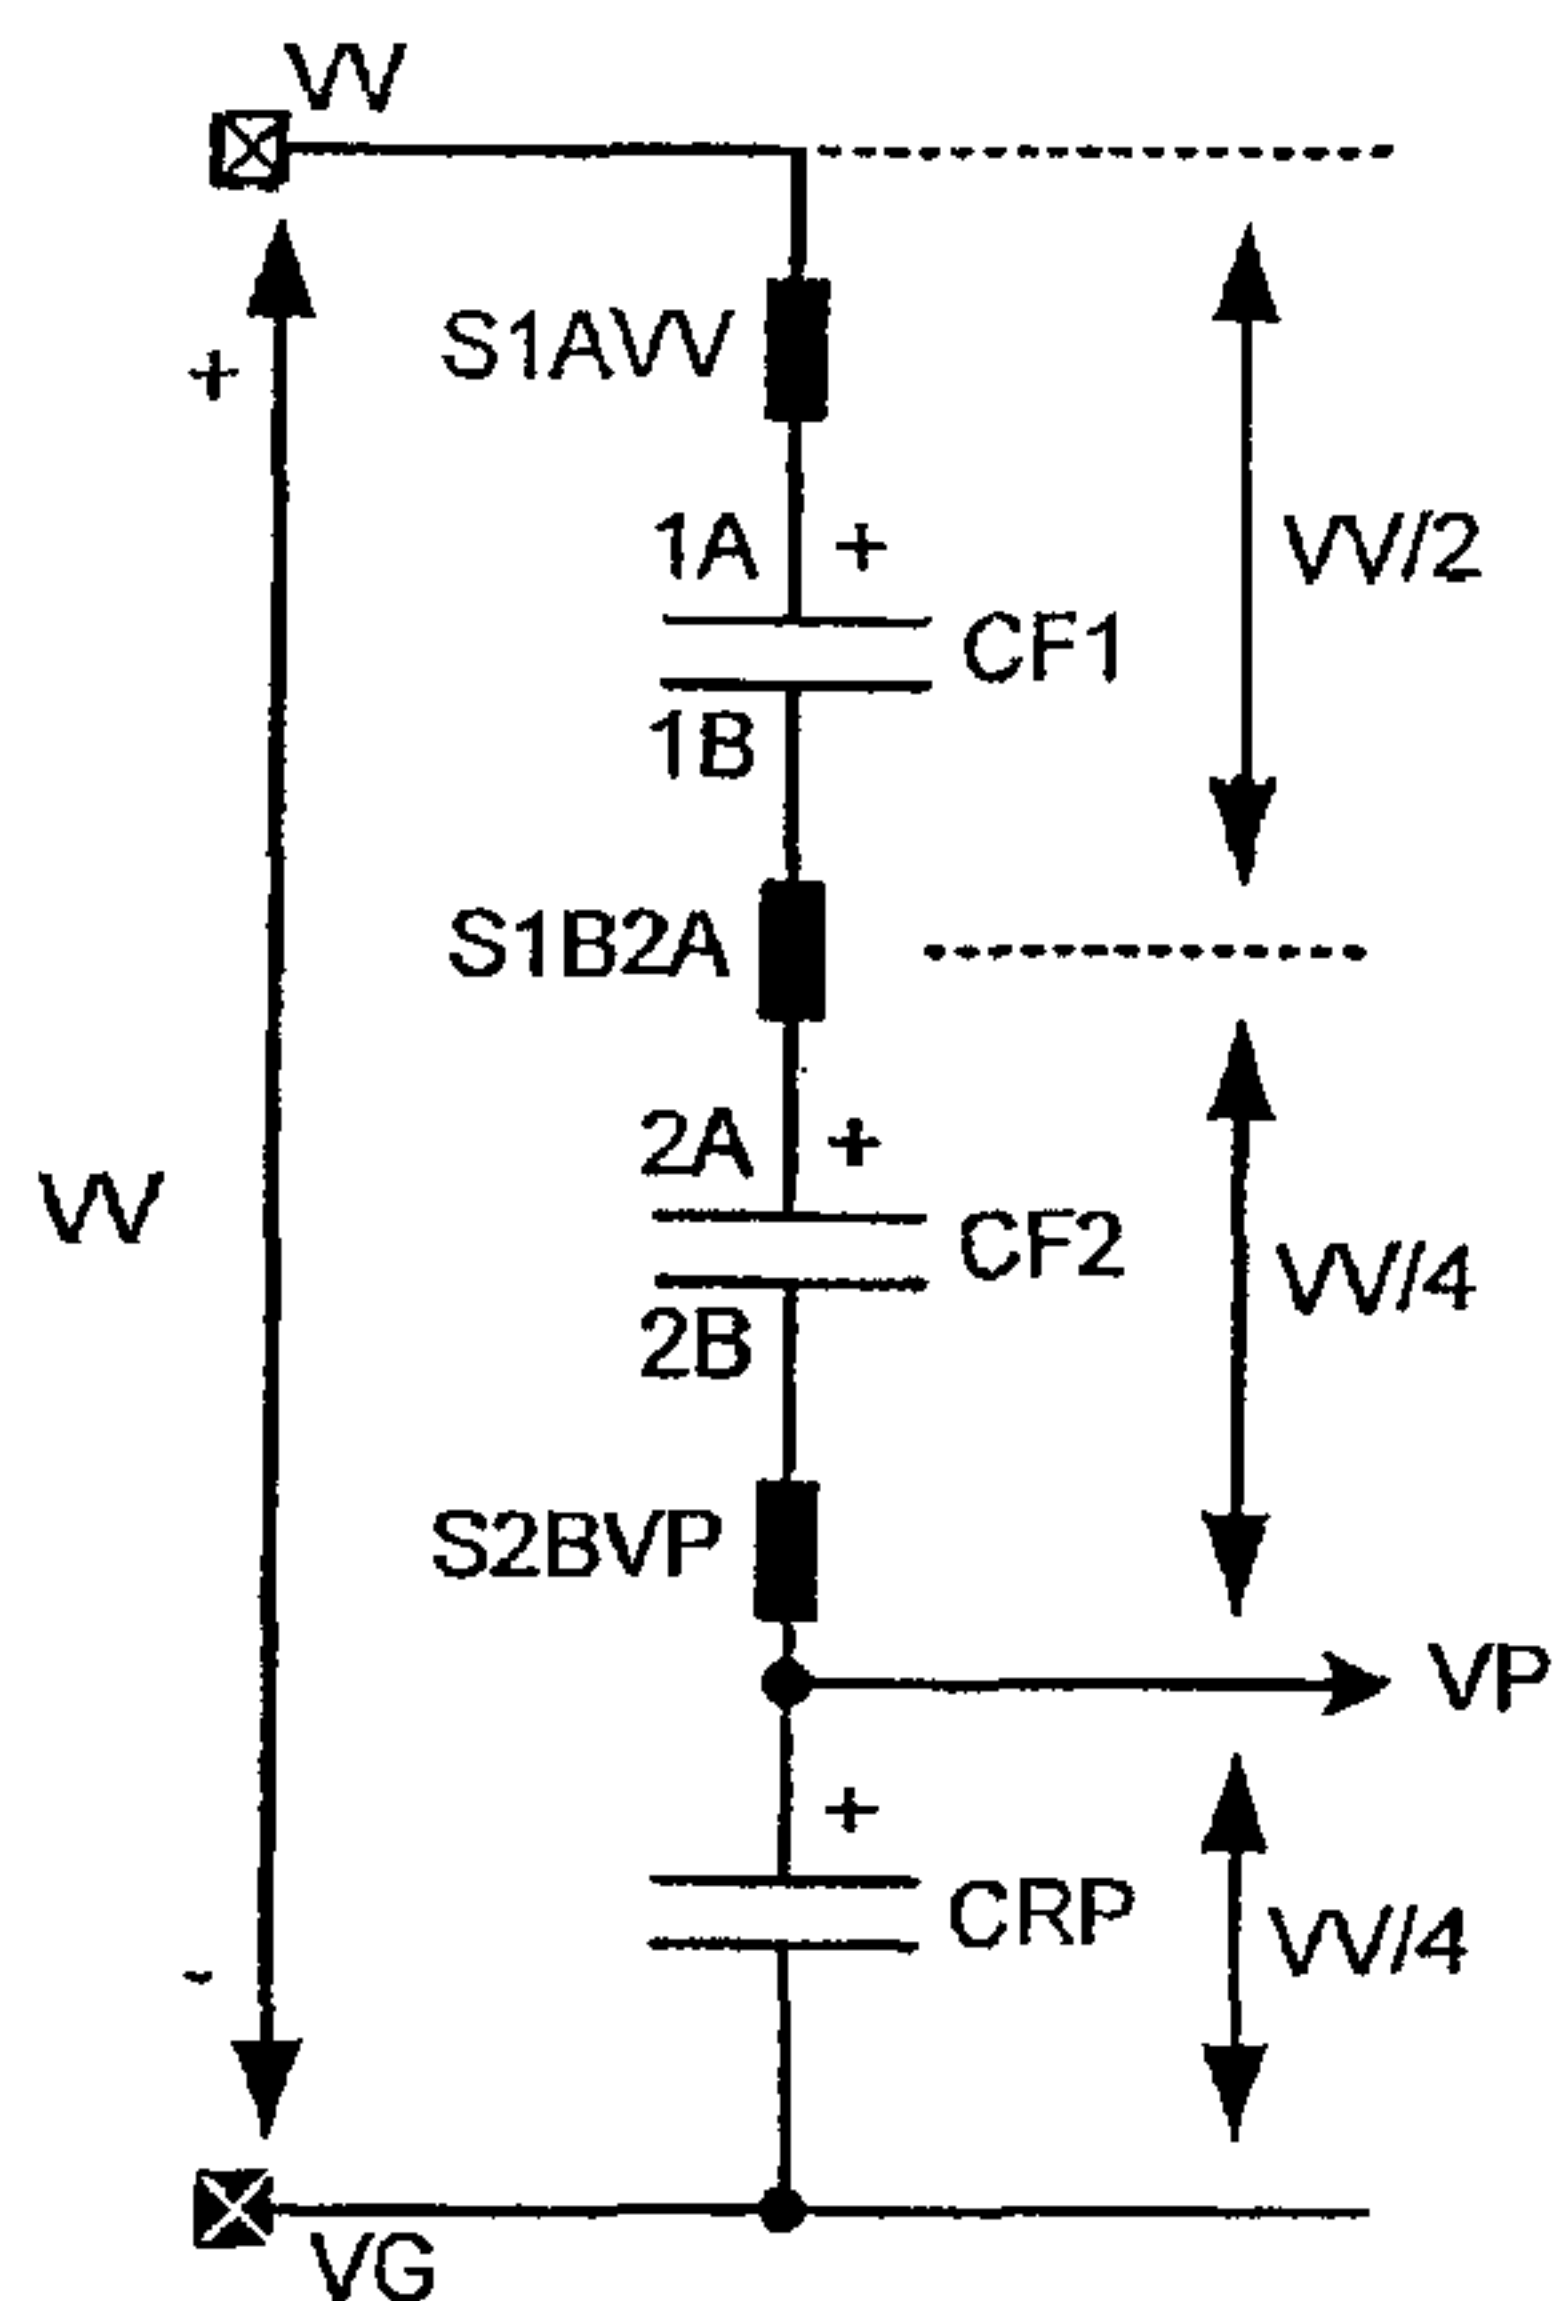 VV
+
S1AVV
1A +
VV/2
CF1
1B
S1B2A
2A +
VV
CF2
VV/4
2B
S2BVP
VP
+
CRP
VV/4
-
VG